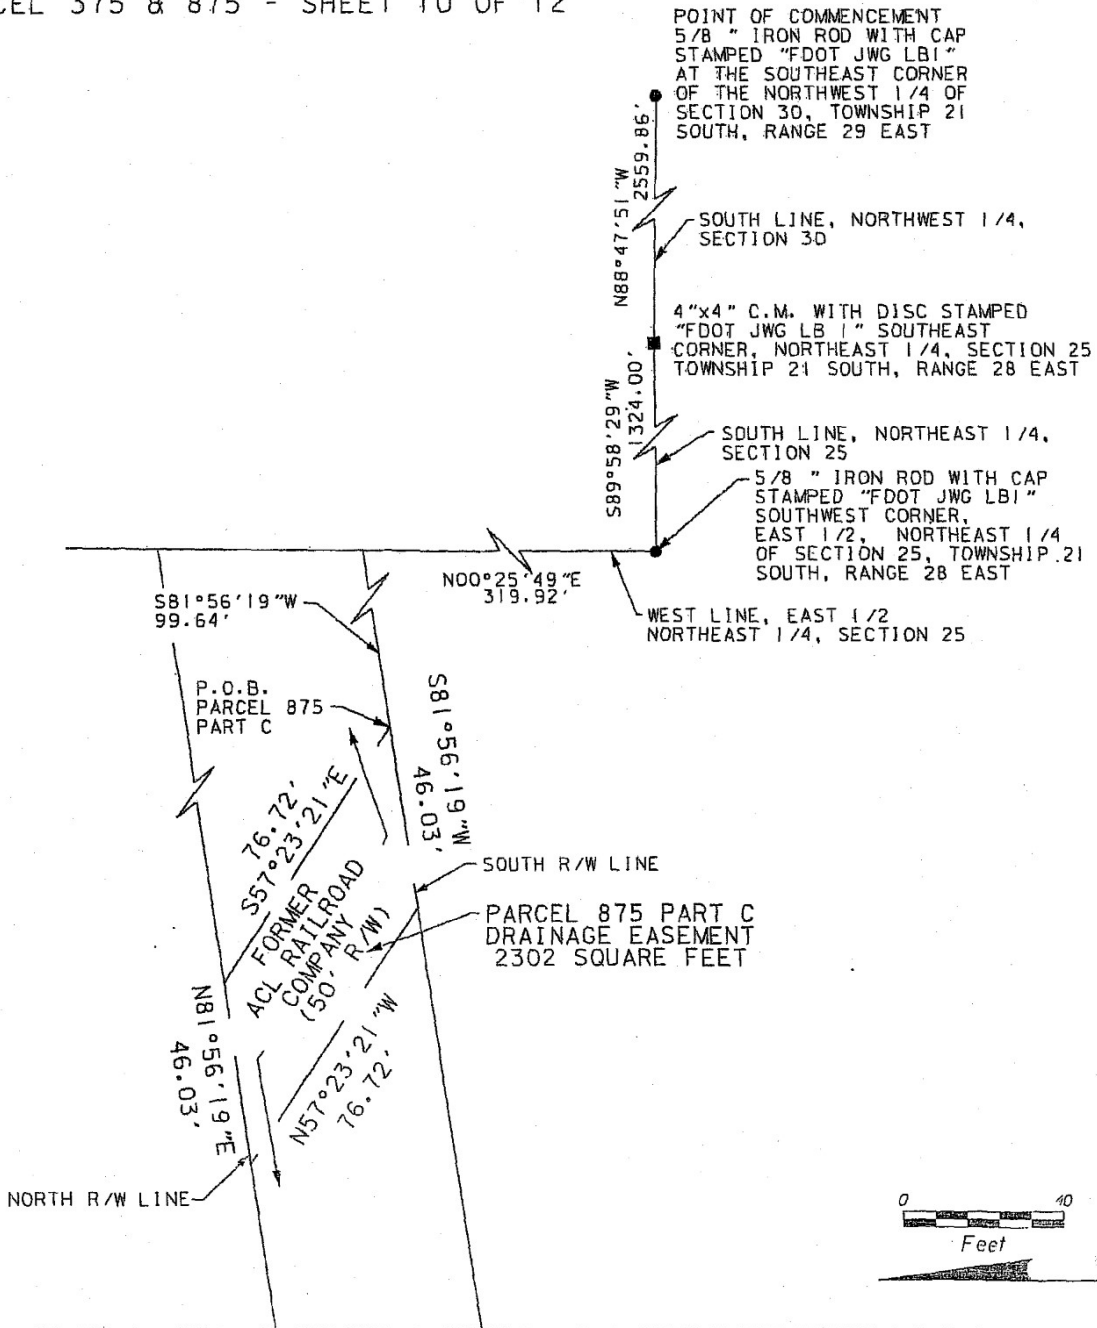 CEL 375 & 875 - SHEET 10 OF 12
POINT OF COMMENCEMENT
5/8 " IRON ROD WITH CAP
STAMPED "FDOT JWG LB1"
AT THE SOUTHEAST CORNER
OF THE NORTHWEST 1/4 OF
SECTION 30, TOWNSHIP 21
SOUTH, RANGE 29 EAST
N88°47'51"W
2559.86'
SOUTH LINE, NORTHWEST 1/4,
SECTION 30
4"x4" C.M. WITH DISC STAMPED
"FDOT JWG LB 1" SOUTHEAST
CORNER, NORTHEAST 1/4, SECTION 25
TOWNSHIP 21 SOUTH, RANGE 28 EAST
S89°58'29"W
1324.00'
SOUTH LINE, NORTHEAST 1/4,
SECTION 25
5/8 " IRON ROD WITH CAP
STAMPED "FDOT JWG LB1"
SOUTHWEST CORNER,
EAST 1/2, NORTHEAST 1/4
OF SECTION 25, TOWNSHIP 21
SOUTH, RANGE 28 EAST
N00°25'49"E
319.92'
WEST LINE, EAST 1/2
NORTHEAST 1/4, SECTION 25
S81°56'19"W
99.64'
P.O.B.
PARCEL 875
PART C
S81°56'19"W
46.03'
76.72'
S57°23'21"E
FORMER
ACL RAILROAD
COMPANY
(50' R/W)
SOUTH R/W LINE
PARCEL 875 PART C
DRAINAGE EASEMENT
2302 SQUARE FEET
N57°23'21"W
76.72'
N81°56'19"E
46.03'
NORTH R/W LINE
0 40
Feet